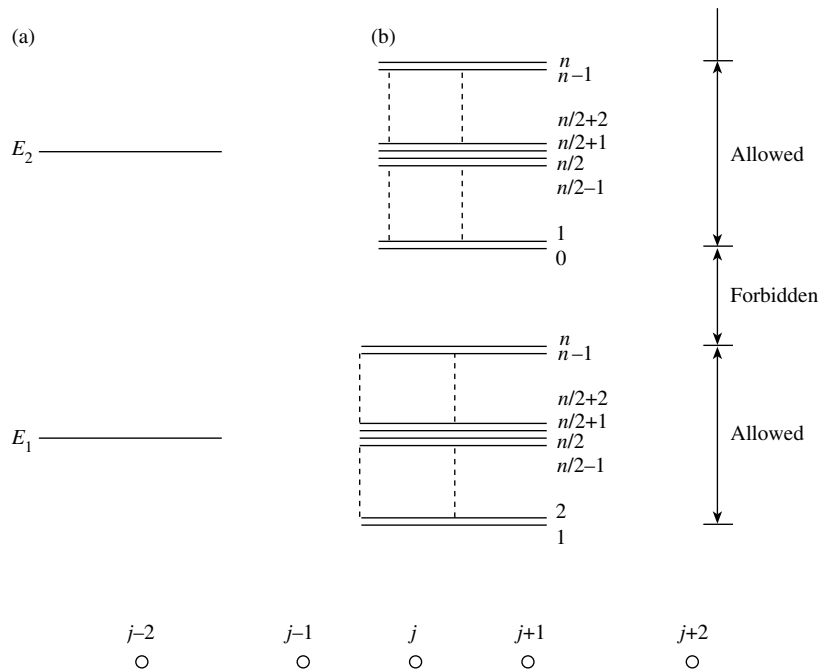 (a)
(b)
n
n–1
n/2+2
n/2+1
E2
n/2
Allowed
n/2–1
1
0
Forbidden
n
n–1
n/2+2
n/2+1
E1
n/2
Allowed
n/2–1
2
1
j–2 j–1 j j+1 j+2